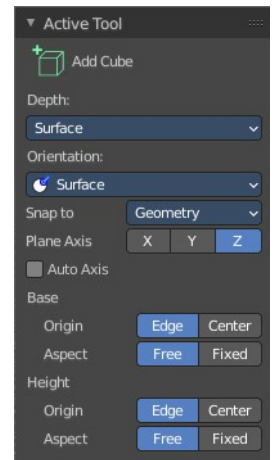 Active Tool
Add Cube
Depth:
Surface
Orientation:
Surface
Snap to Geometry
Plane Axis X Y Z
Auto Axis
Base
Origin Edge Center
Aspect Free Fixed
Height
Origin Edge Center
Aspect Free Fixed